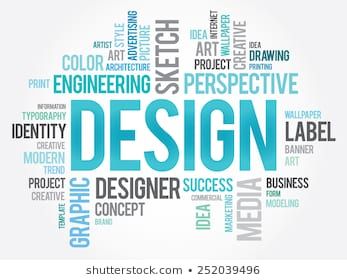 ARTIST
STYLE
ART
ADVERTISING
PICTURE
SKETCH
IDEA
ART
INTERNET
WALLPAPER
CREATIVE
IDEA
DRAWING
PRINTING
COLOR
ARCHITECTURE
PROJECT
PRINT
ENGINEERING
PERSPECTIVE
INFORMATION
TYPOGRAPHY
IDENTITY
CREATIVE
MODERN
TREND
PROJECT
CREATIVE
DESIGN
WALLPAPER
LABEL
BANNER
ART
TEMPLATE
GRAPHIC
DESIGNER
CONCEPT
BRAND
SUCCESS
COMMERCIAL
IDEA
MARKETING
MEDIA
BUSINESS
FORM
MODELING
shutterstock.com · 252039496